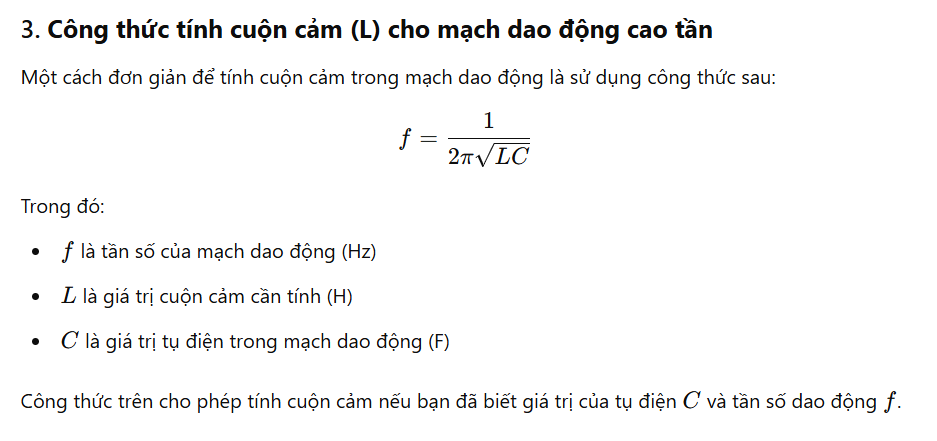 3. Công thức tính cuộn cảm (L) cho mạch dao động cao tần
Một cách đơn giản để tính cuộn cảm trong mạch dao động là sử dụng công thức sau:
f = 1 / 2π√LC
Trong đó:
• f là tần số của mạch dao động (Hz)
• L là giá trị cuộn cảm cần tính (H)
• C là giá trị tụ điện trong mạch dao động (F)
Công thức trên cho phép tính cuộn cảm nếu bạn đã biết giá trị của tụ điện C và tần số dao động f.